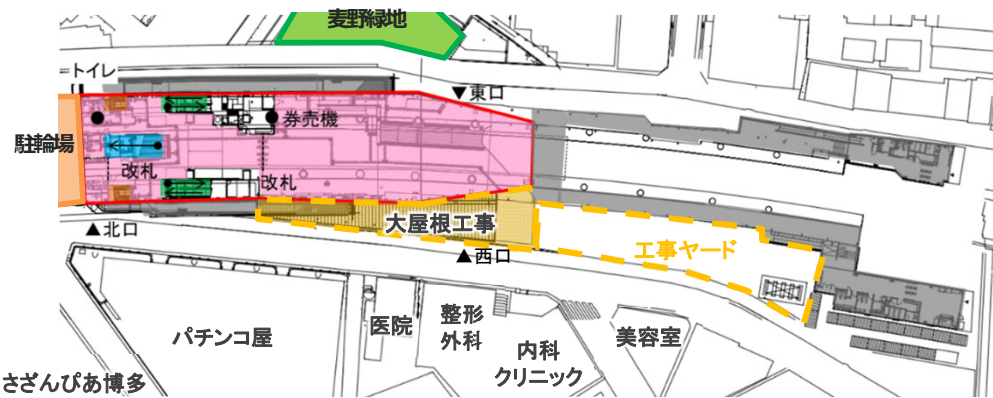 麦野緑地
トイレ
▼東口
券売機
駐輪場
改札
改札
大屋根工事
▲北口
▲西口
工事ヤード
パチンコ屋
医院
整形
外科
内科
クリニック
美容室
さざんぴあ博多